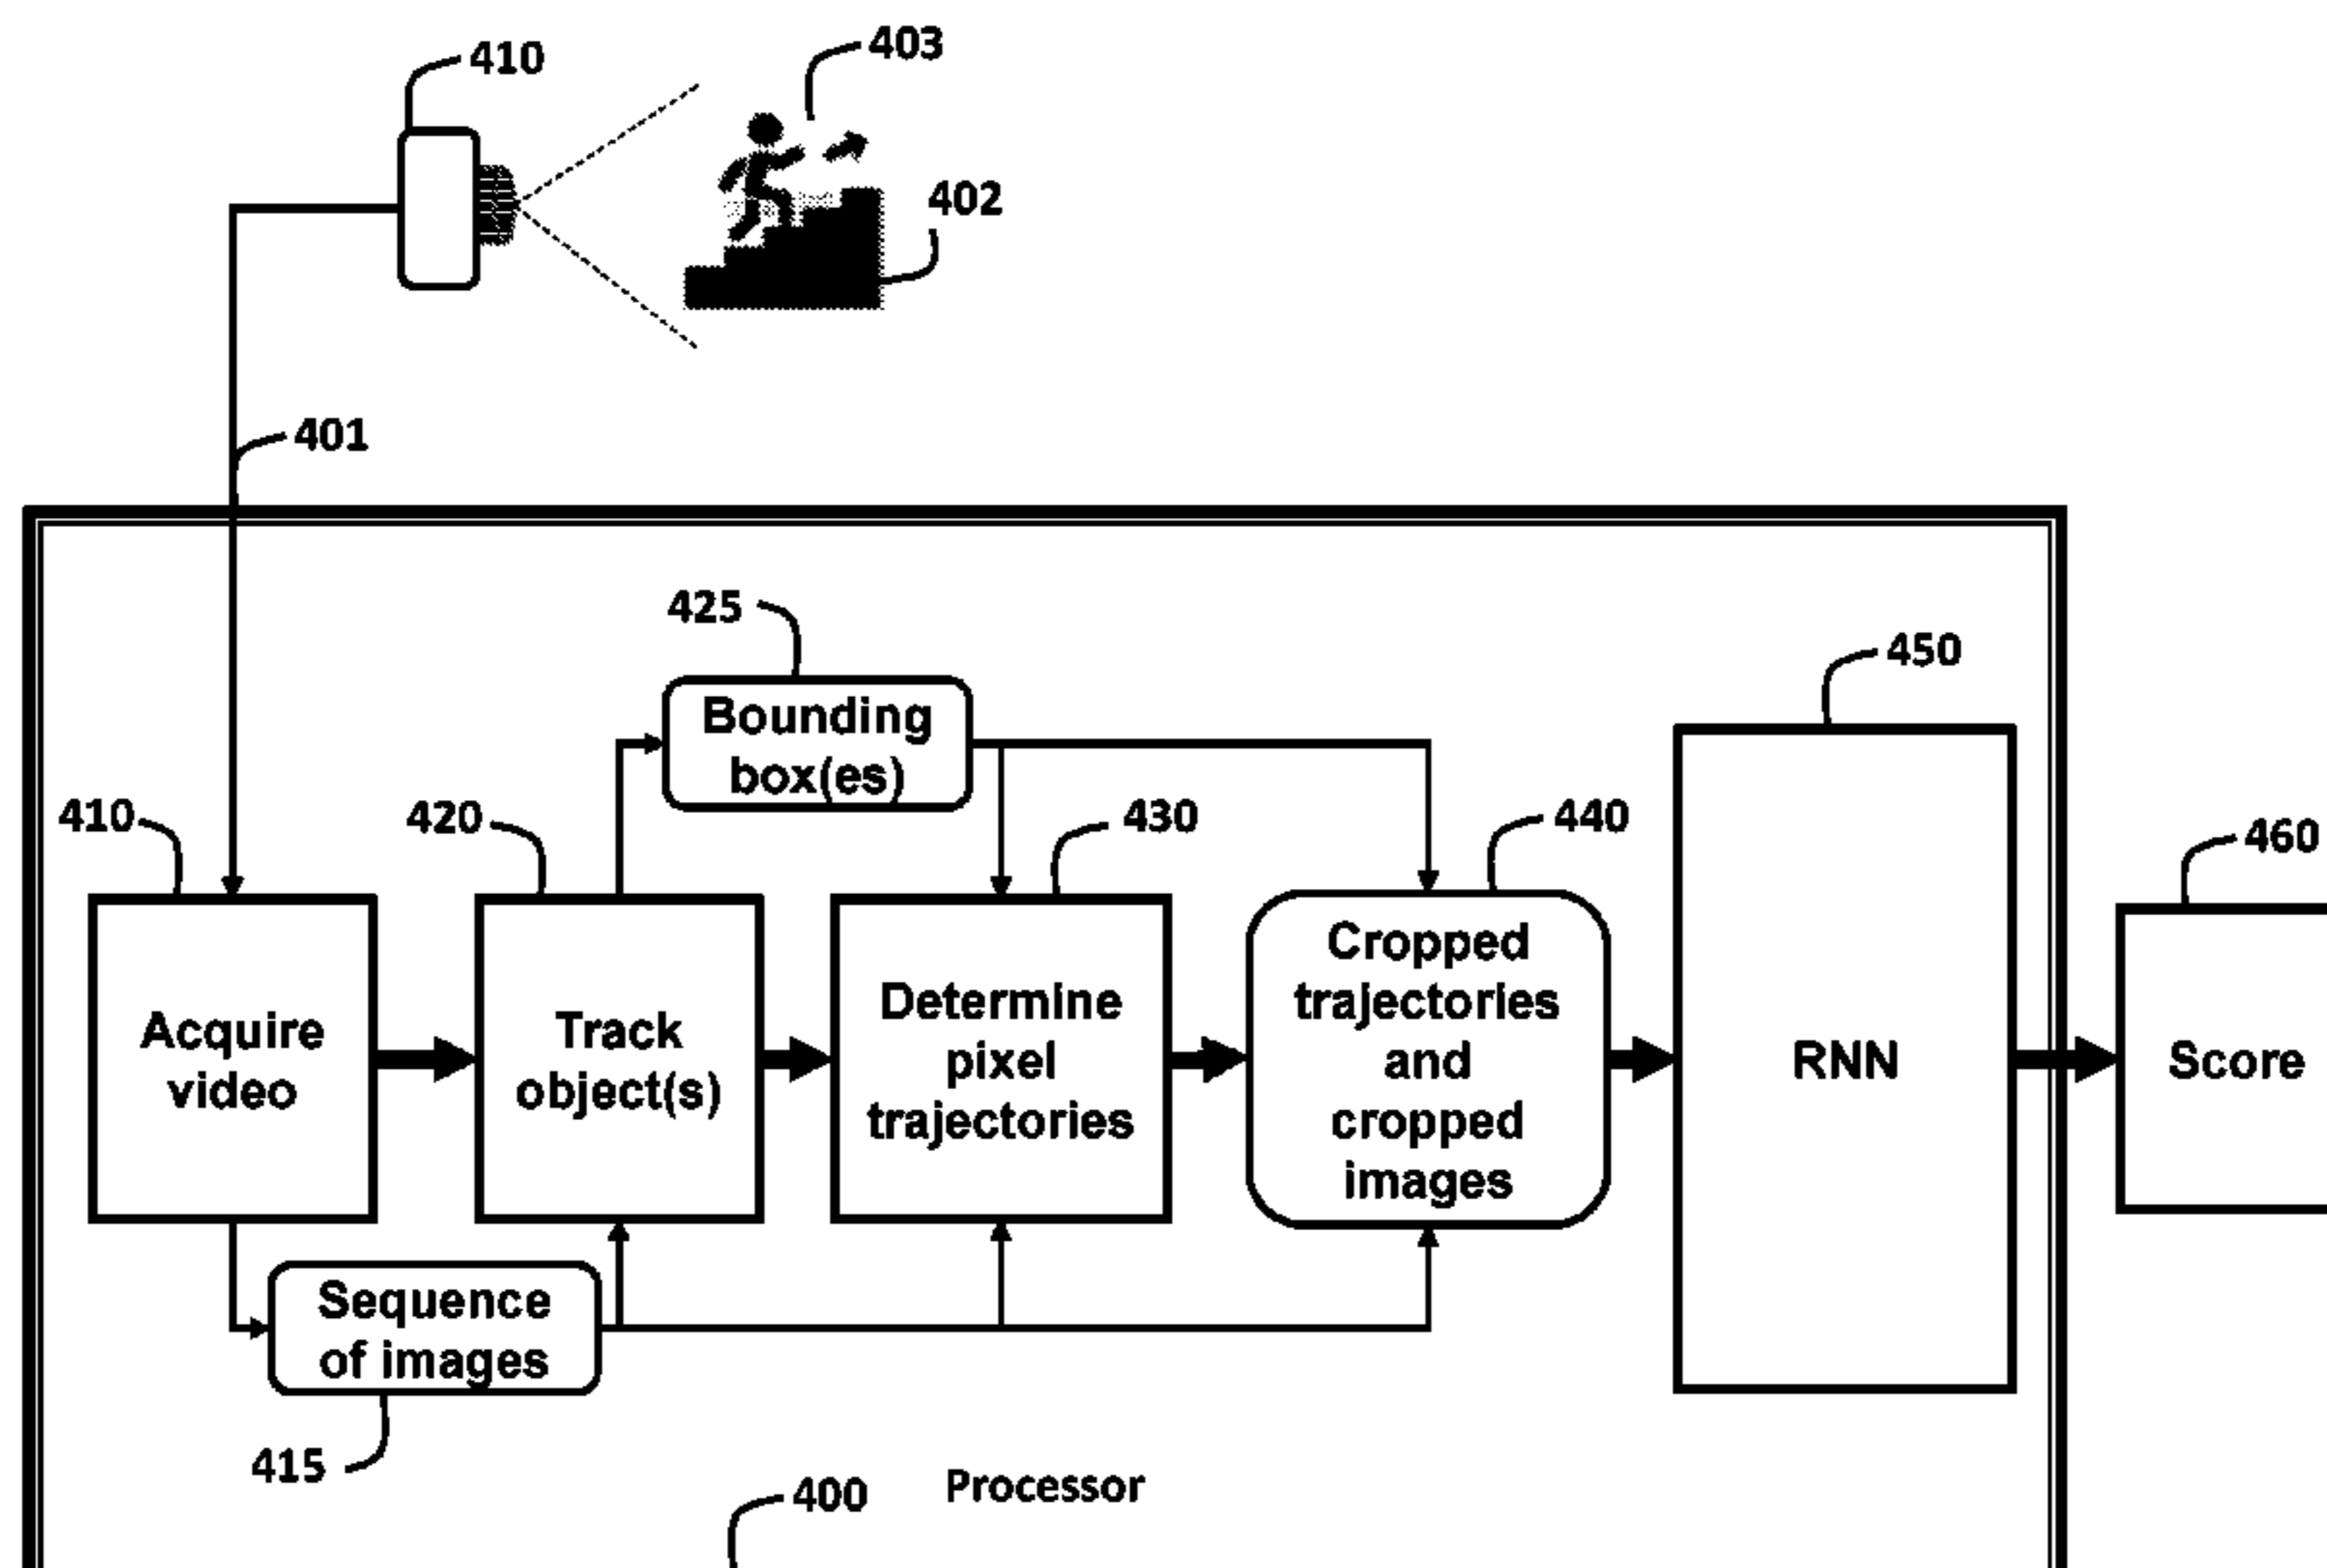 410
403
402
401
425
Bounding
box(es)
450
410
420
430
440
460
Acquire
video
Track
object(s)
Determine
pixel
trajectories
Cropped
trajectories
and
cropped
images
RNN
Score
Sequence
of images
415
400
Processor